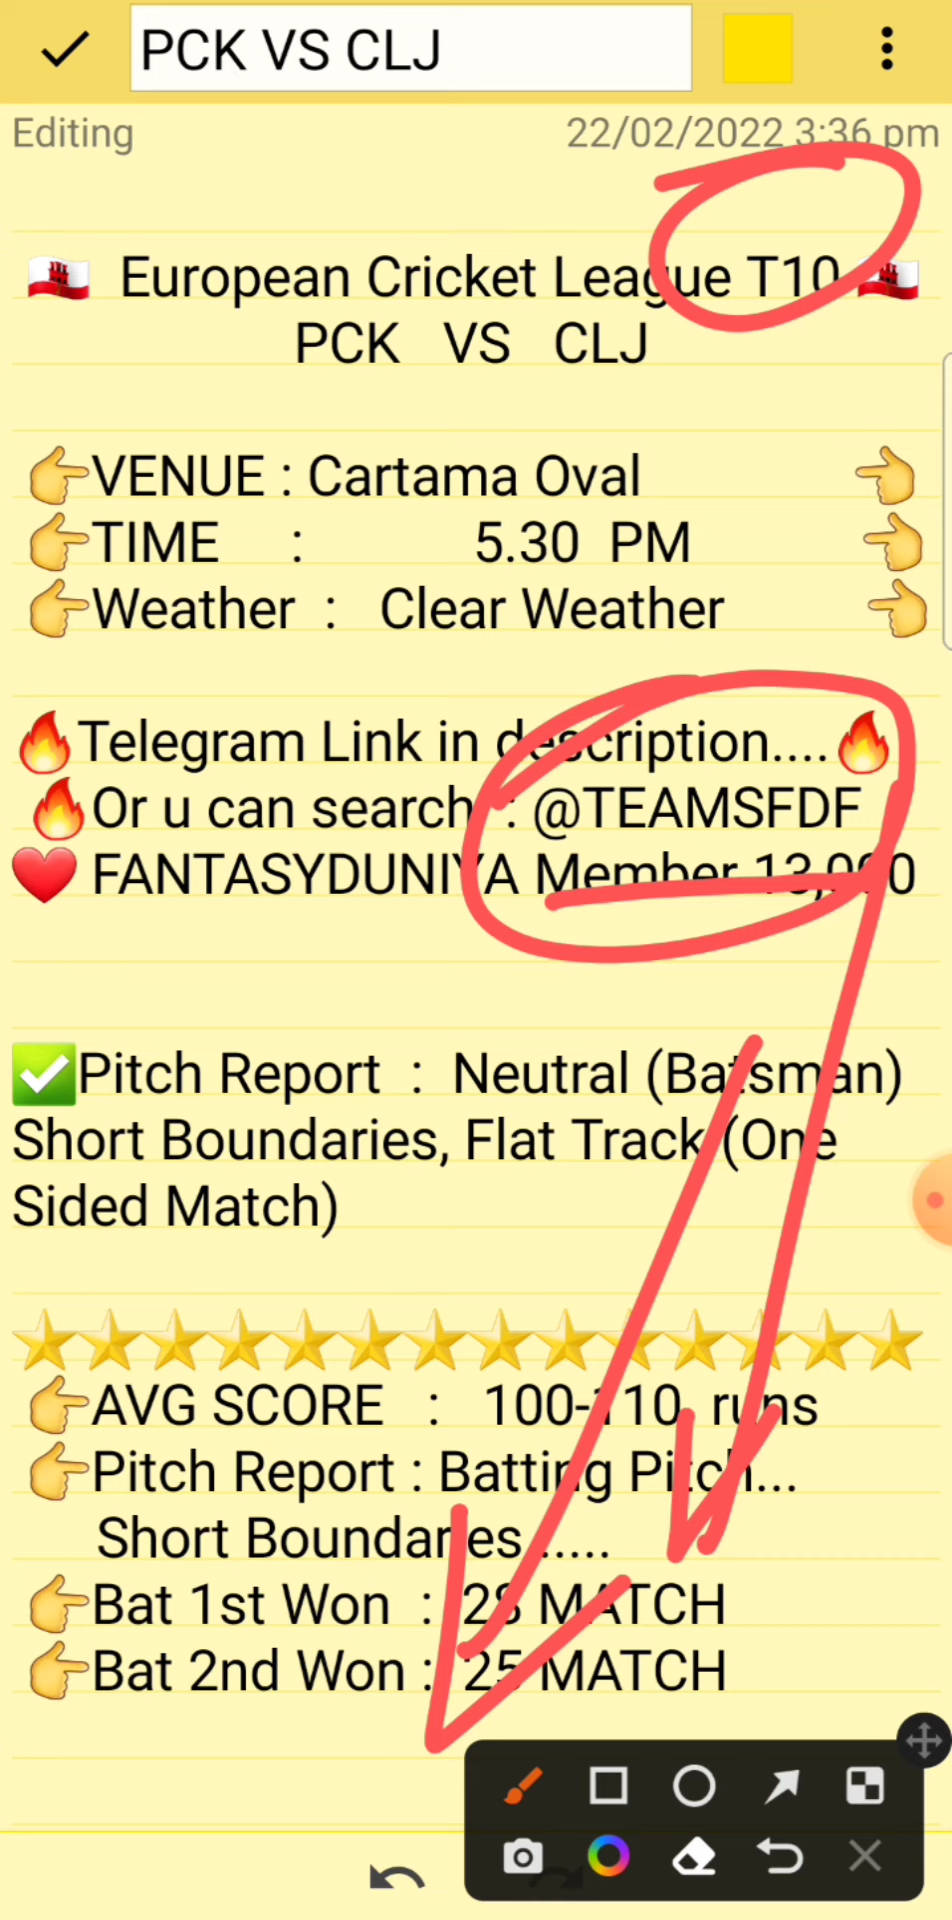 PCK VS CLJ
Editing 22/02/2022 3:36 pm
European Cricket League T10
PCK VS CLJ
VENUE : Cartama Oval
TIME : 5.30 PM
Weather : Clear Weather
Telegram Link in description....
Or u can search : @TEAMSFDF
FANTASYDUNIYA Member 13,000
Pitch Report : Neutral (Batsman)
Short Boundaries, Flat Track (One
Sided Match)
AVG SCORE : 100-110 runs
Pitch Report : Batting Pitch...
Short Boundaries .....
Bat 1st Won : 28 MATCH
Bat 2nd Won : 25 MATCH